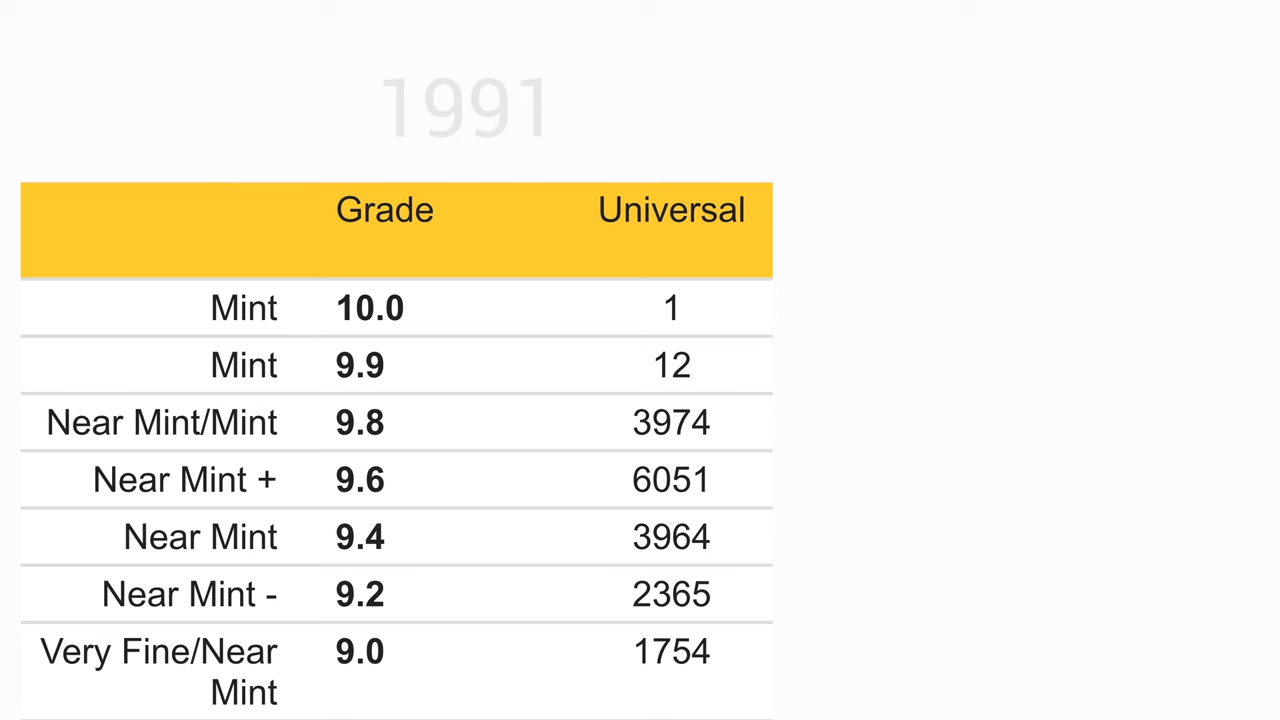 1991
Grade Universal
Mint 10.0 1
Mint 9.9 12
Near Mint/Mint 9.8 3974
Near Mint + 9.6 6051
Near Mint 9.4 3964
Near Mint - 9.2 2365
Very Fine/Near 9.0 1754
Mint